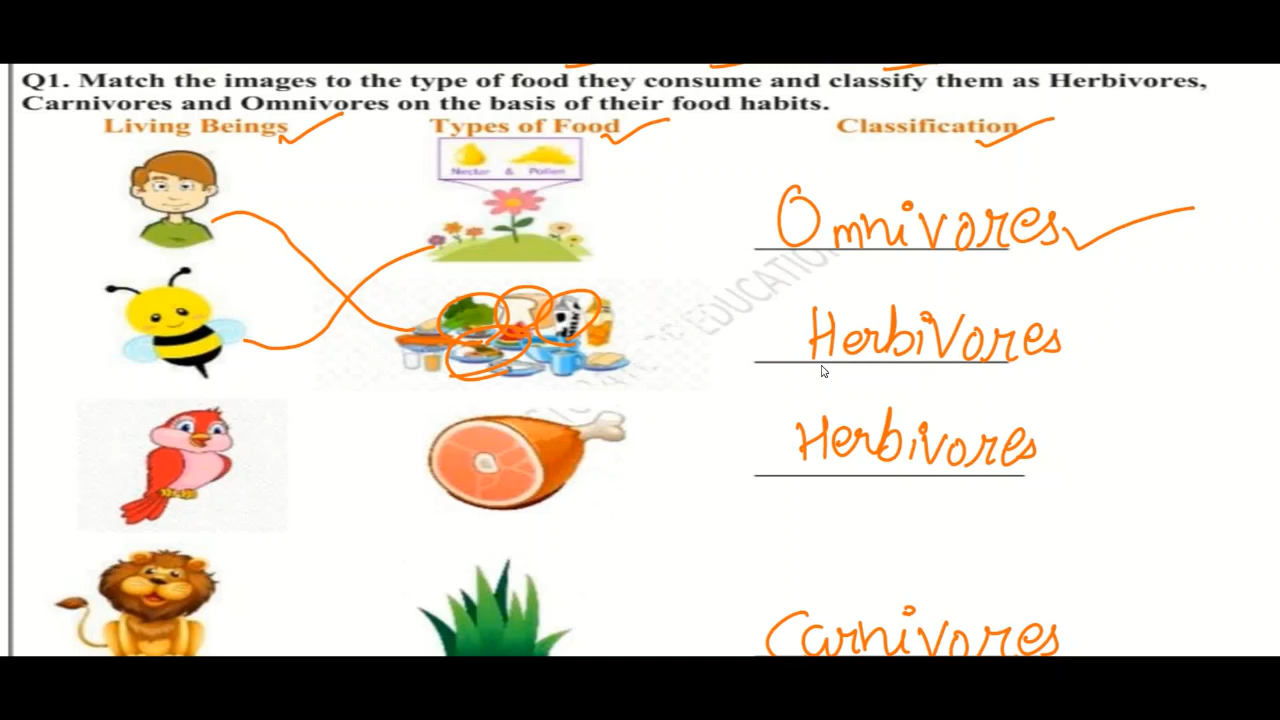 Q1. Match the images to the type of food they consume and classify them as Herbivores,
Carnivores and Omnivores on the basis of their food habits.
Living Beings Types of Food Classification
Nectar & Pollen
Omnivores
Herbivores
Herbivores
Carnivores
EDUCATION